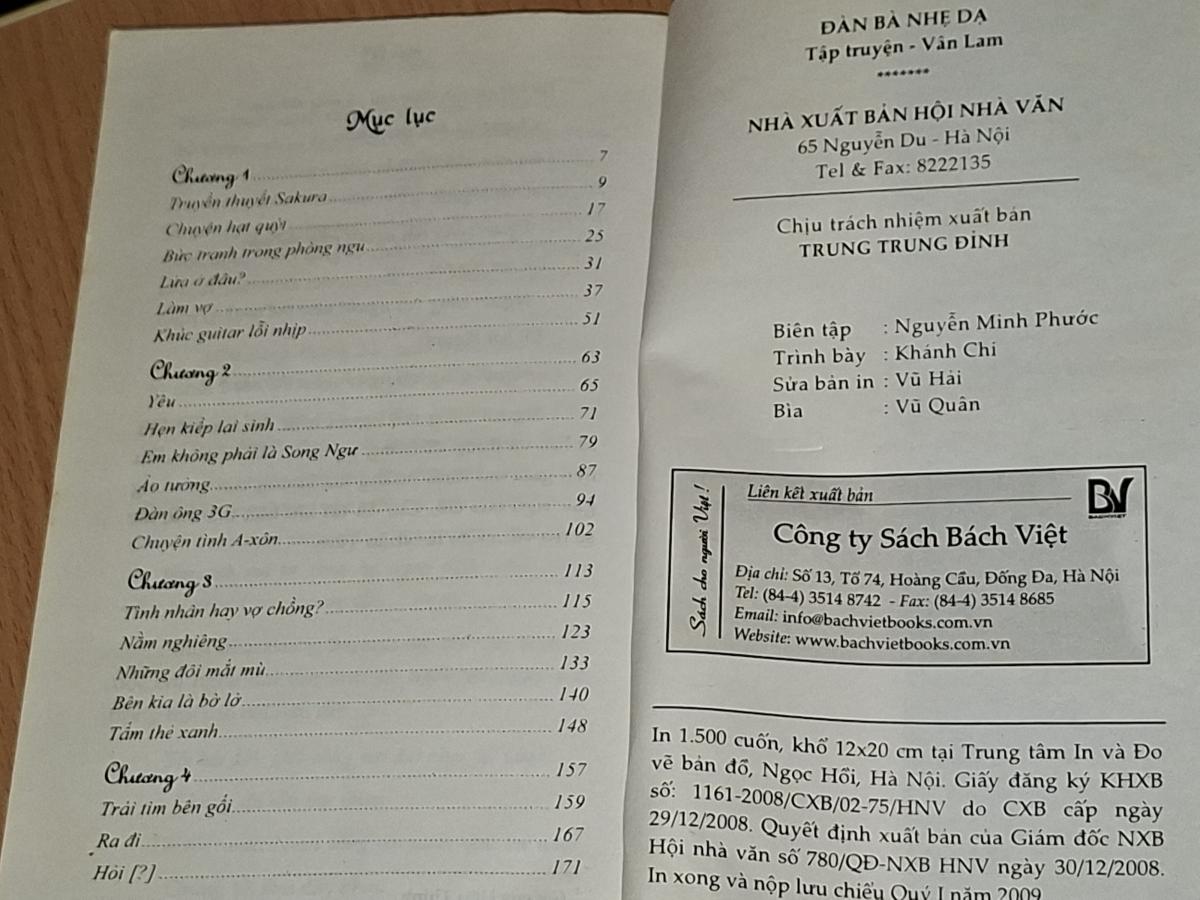 Mục lục
Chương 1 7
Truyền thuyết Sakura 9
Chuyện hạt quýt 17
Bức tranh trong phòng ngủ 25
Lửa ở đâu? 31
Làm vợ 37
Khúc guitar lỗi nhịp 51
Chương 2 63
Yêu 65
Hẹn kiếp lai sinh 71
Em không phải là Song Ngư 79
Ảo tưởng 87
Đàn ông 3G 94
Chuyện tình A-xôn 102
Chương 3 113
Tình nhân hay vợ chồng? 115
Nằm nghiêng 123
Những đôi mắt mù 133
Bên kia là bờ lở 140
Tấm thẻ xanh 148
Chương 4 157
Trái tim bên gối 159
Ra đi 167
Hỏi [?] 171
ĐÀN BÀ NHẸ DẠ
Tập truyện - Vân Lam
*******
NHÀ XUẤT BẢN HỘI NHÀ VĂN
65 Nguyễn Du - Hà Nội
Tel & Fax: 8222135
Chịu trách nhiệm xuất bản
TRUNG TRUNG ĐỈNH
Biên tập : Nguyễn Minh Phước
Trình bày : Khánh Chi
Sửa bản in : Vũ Hải
Bìa : Vũ Quân
Sách cho người Việt!
Liên kết xuất bản
BV
BACHVIET
Công ty Sách Bách Việt
Địa chỉ: Số 13, Tổ 74, Hoàng Cầu, Đống Đa, Hà Nội
Tel: (84-4) 3514 8742 - Fax: (84-4) 3514 8685
Email: info@bachvietbooks.com.vn
Website: www.bachvietbooks.com.vn
In 1.500 cuốn, khổ 12x20 cm tại Trung tâm In và Đo
vẽ bản đồ, Ngọc Hồi, Hà Nội. Giấy đăng ký KHXB
số: 1161-2008/CXB/02-75/HNV do CXB cấp ngày
29/12/2008. Quyết định xuất bản của Giám đốc NXB
Hội nhà văn số 780/QĐ-NXB HNV ngày 30/12/2008.
In xong và nộp lưu chiểu Quý I năm 2009